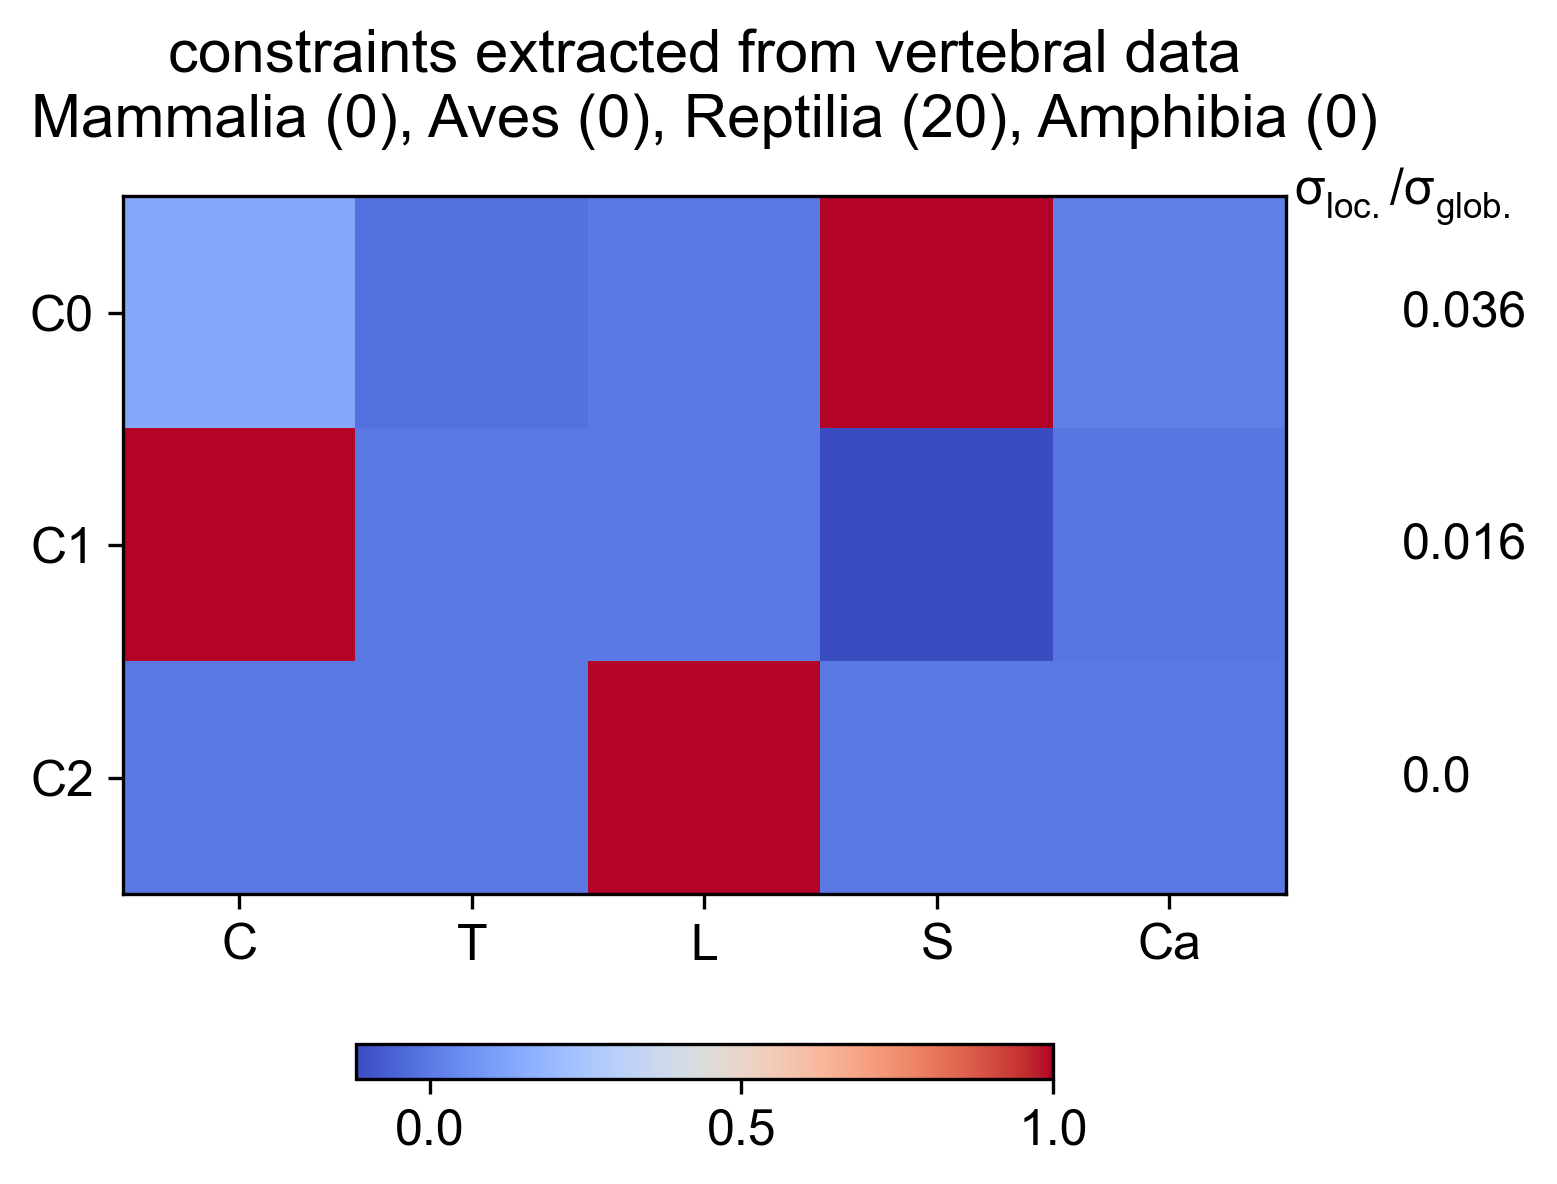 constraints extracted from vertebral data
Mammalia (0), Aves (0), Reptilia (20), Amphibia (0)
σloc. /σglob.
C0 0.036
C1 0.016
C2 0.0
C T L S Ca
0.0 0.5 1.0